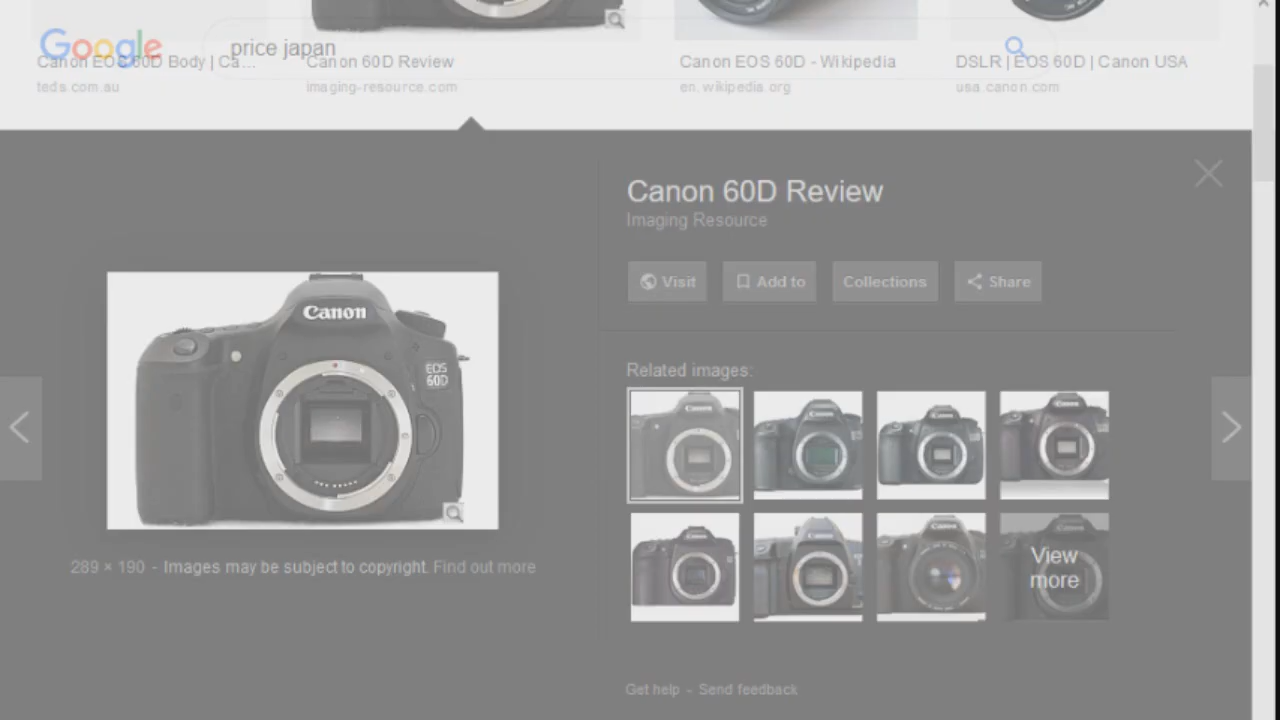 Google
price japan
Canon EOS 60D Body | Ca...
Canon 60D Review
Canon EOS 60D - Wikipedia
DSLR | EOS 60D | Canon USA
teds.com.au
imaging-resource.com
en.wikipedia.org
usa.canon.com
Canon 60D Review
Imaging Resource
Visit
Add to
Collections
Share
Canon
EOS
60D
Related images:
View
more
289 × 190 - Images may be subject to copyright. Find out more
Get help - Send feedback